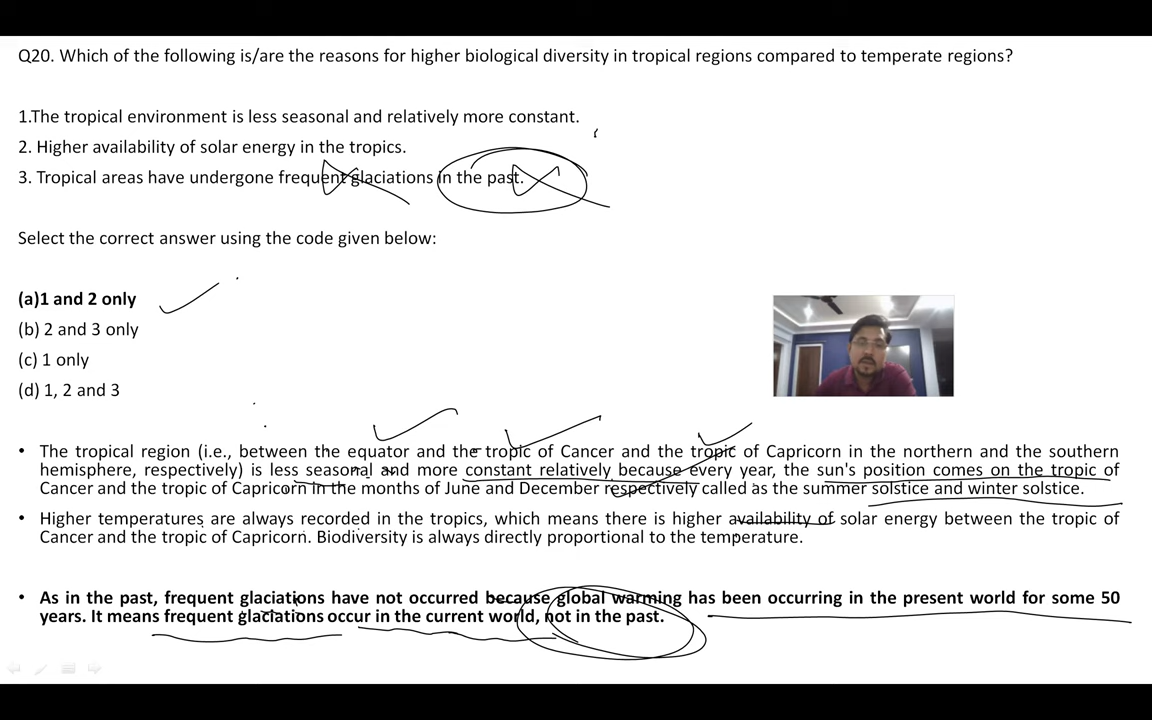 Q20. Which of the following is/are the reasons for higher biological diversity in tropical regions compared to temperate regions?
1.The tropical environment is less seasonal and relatively more constant.
2. Higher availability of solar energy in the tropics.
3. Tropical areas have undergone frequent glaciations in the past.
Select the correct answer using the code given below:
(a)1 and 2 only
(b) 2 and 3 only
(c) 1 only
(d) 1, 2 and 3
• The tropical region (i.e., between the equator and the tropic of Cancer and the tropic of Capricorn in the northern and the southern
hemisphere, respectively) is less seasonal and more constant relatively because every year, the sun's position comes on the tropic of
Cancer and the tropic of Capricorn in the months of June and December respectively called as the summer solstice and winter solstice.
• Higher temperatures are always recorded in the tropics, which means there is higher availability of solar energy between the tropic of
Cancer and the tropic of Capricorn. Biodiversity is always directly proportional to the temperature.
• As in the past, frequent glaciations have not occurred because global warming has been occurring in the present world for some 50
years. It means frequent glaciations occur in the current world, not in the past.